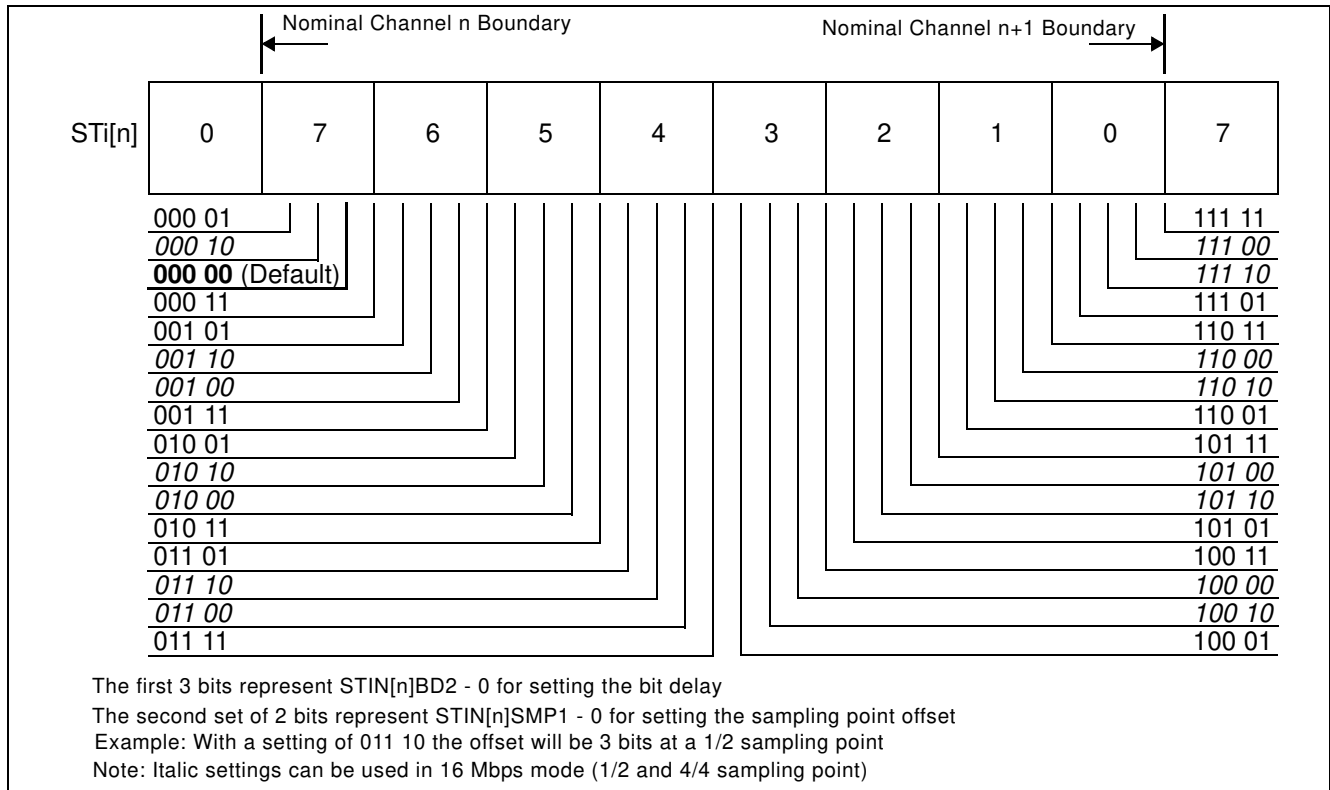 Nominal Channel n Boundary
Nominal Channel n+1 Boundary
STi[n] 0 7 6 5 4 3 2 1 0 7
000 01 111 11
000 10 111 00
000 00 (Default) 111 10
000 11 111 01
001 01 110 11
001 10 110 00
001 00 110 10
001 11 110 01
010 01 101 11
010 10 101 00
010 00 101 10
010 11 101 01
011 01 100 11
011 10 100 00
011 00 100 10
011 11 100 01
The first 3 bits represent STIN[n]BD2 - 0 for setting the bit delay
The second set of 2 bits represent STIN[n]SMP1 - 0 for setting the sampling point offset
Example: With a setting of 011 10 the offset will be 3 bits at a 1/2 sampling point
Note: Italic settings can be used in 16 Mbps mode (1/2 and 4/4 sampling point)